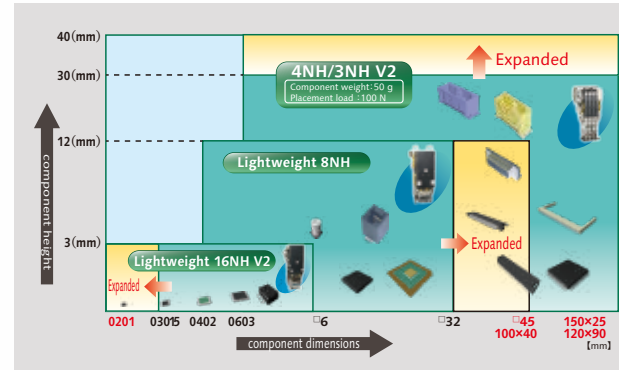 40(mm)
30(mm)
12(mm)
3(mm)
component height
4NH/3NH V2
Component weight:50 g
Placement load :100 N
Expanded
Lightweight 8NH
Expanded
Lightweight 16NH V2
Expanded
0201 03015 0402 0603 □6 □32 □45 150×25
100×40 120×90
[mm]
component dimensions